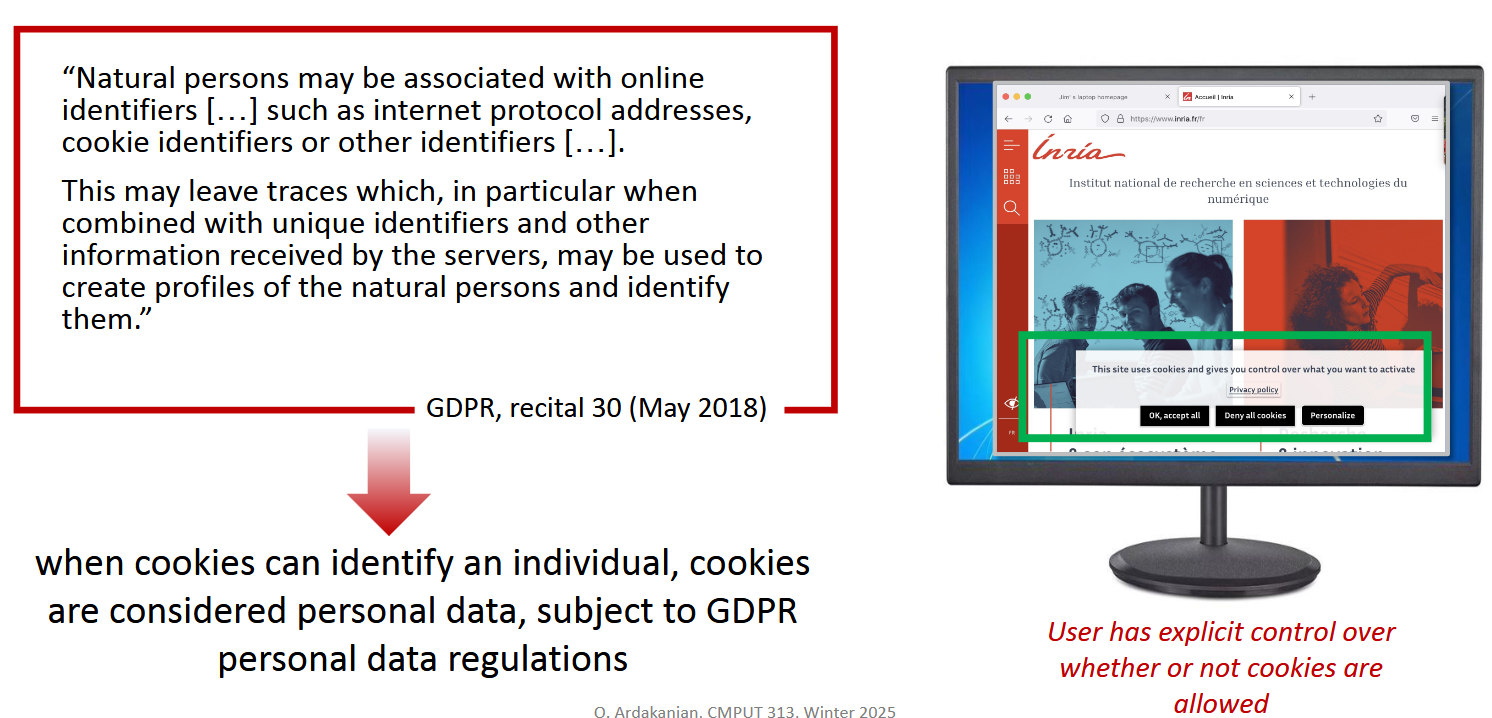 “Natural persons may be associated with online
identifiers […] such as internet protocol addresses,
cookie identifiers or other identifiers […].
This may leave traces which, in particular when
combined with unique identifiers and other
information received by the servers, may be used to
create profiles of the natural persons and identify
them.”
GDPR, recital 30 (May 2018)
when cookies can identify an individual, cookies
are considered personal data, subject to GDPR
personal data regulations
Jim' s laptop homepage
Accueil | Inria
https://www.inria.fr/fr
Inria
Institut national de recherche en sciences et technologies du
numérique
This site uses cookies and gives you control over what you want to activate
Privacy policy
OK, accept all Deny all cookies Personalize
FR
User has explicit control over
whether or not cookies are
allowed
O. Ardakanian. CMPUT 313. Winter 2025